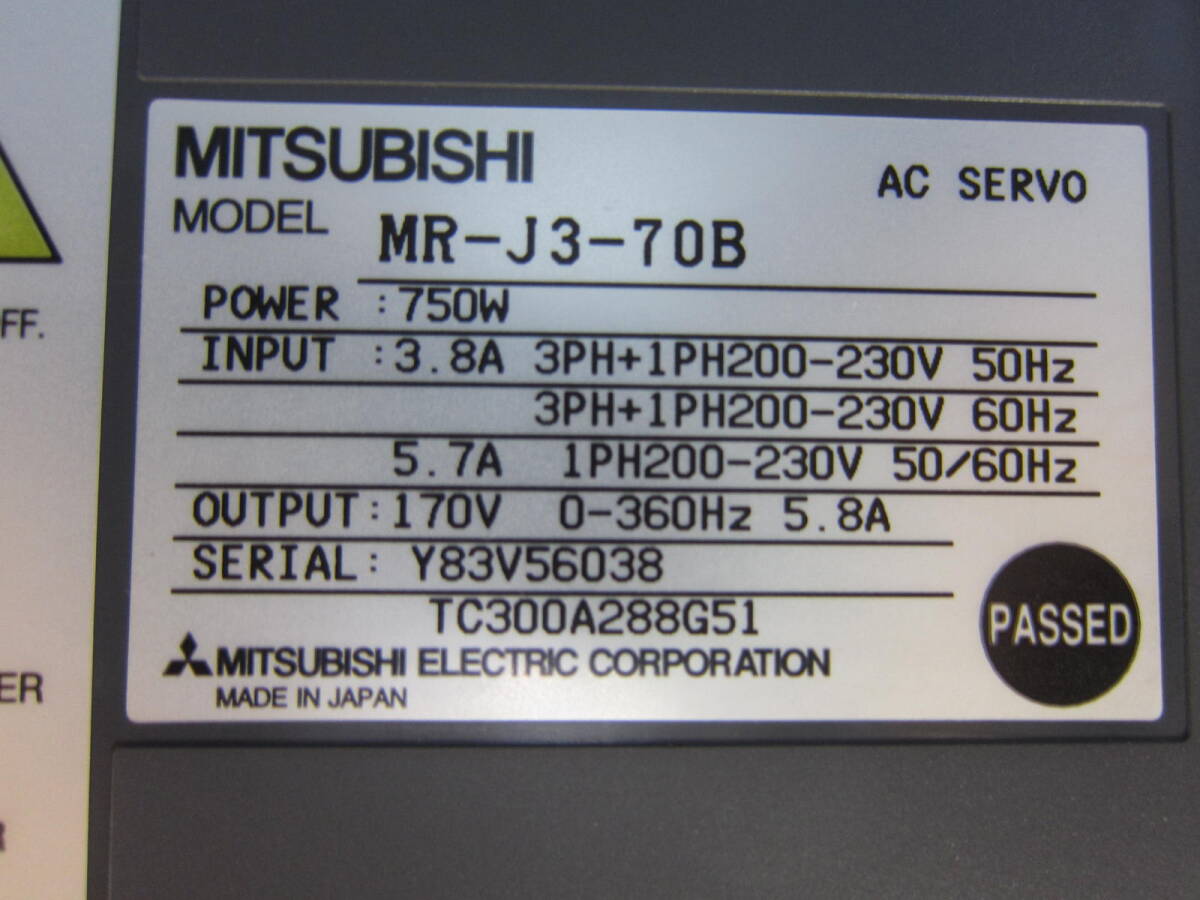 MITSUBISHI
AC SERVO
MODEL MR-J3-70B
POWER :750W
INPUT :3.8A 3PH+1PH200-230V 50Hz
3PH+1PH200-230V 60Hz
5.7A 1PH200-230V 50/60Hz
OUTPUT:170V 0-360Hz 5.8A
SERIAL: Y83V56038
TC300A288G51
PASSED
MITSUBISHI ELECTRIC CORPORATION
MADE IN JAPAN
FF.
ER